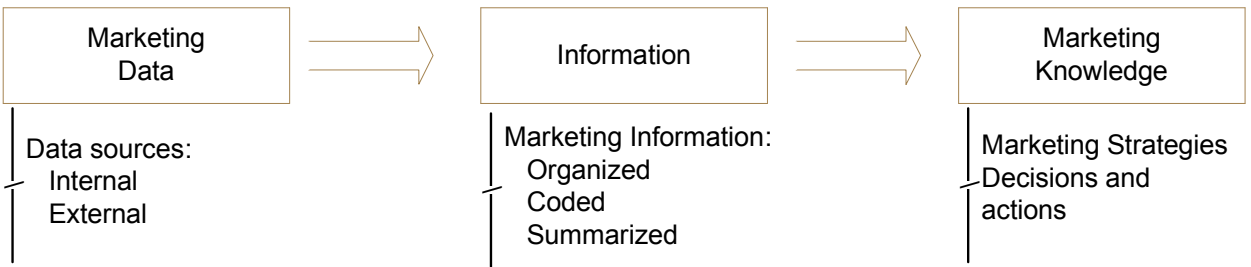 Marketing
Data
Information
Marketing
Knowledge
Data sources:
Internal
External
Marketing Information:
Organized
Coded
Summarized
Marketing Strategies
Decisions and
actions